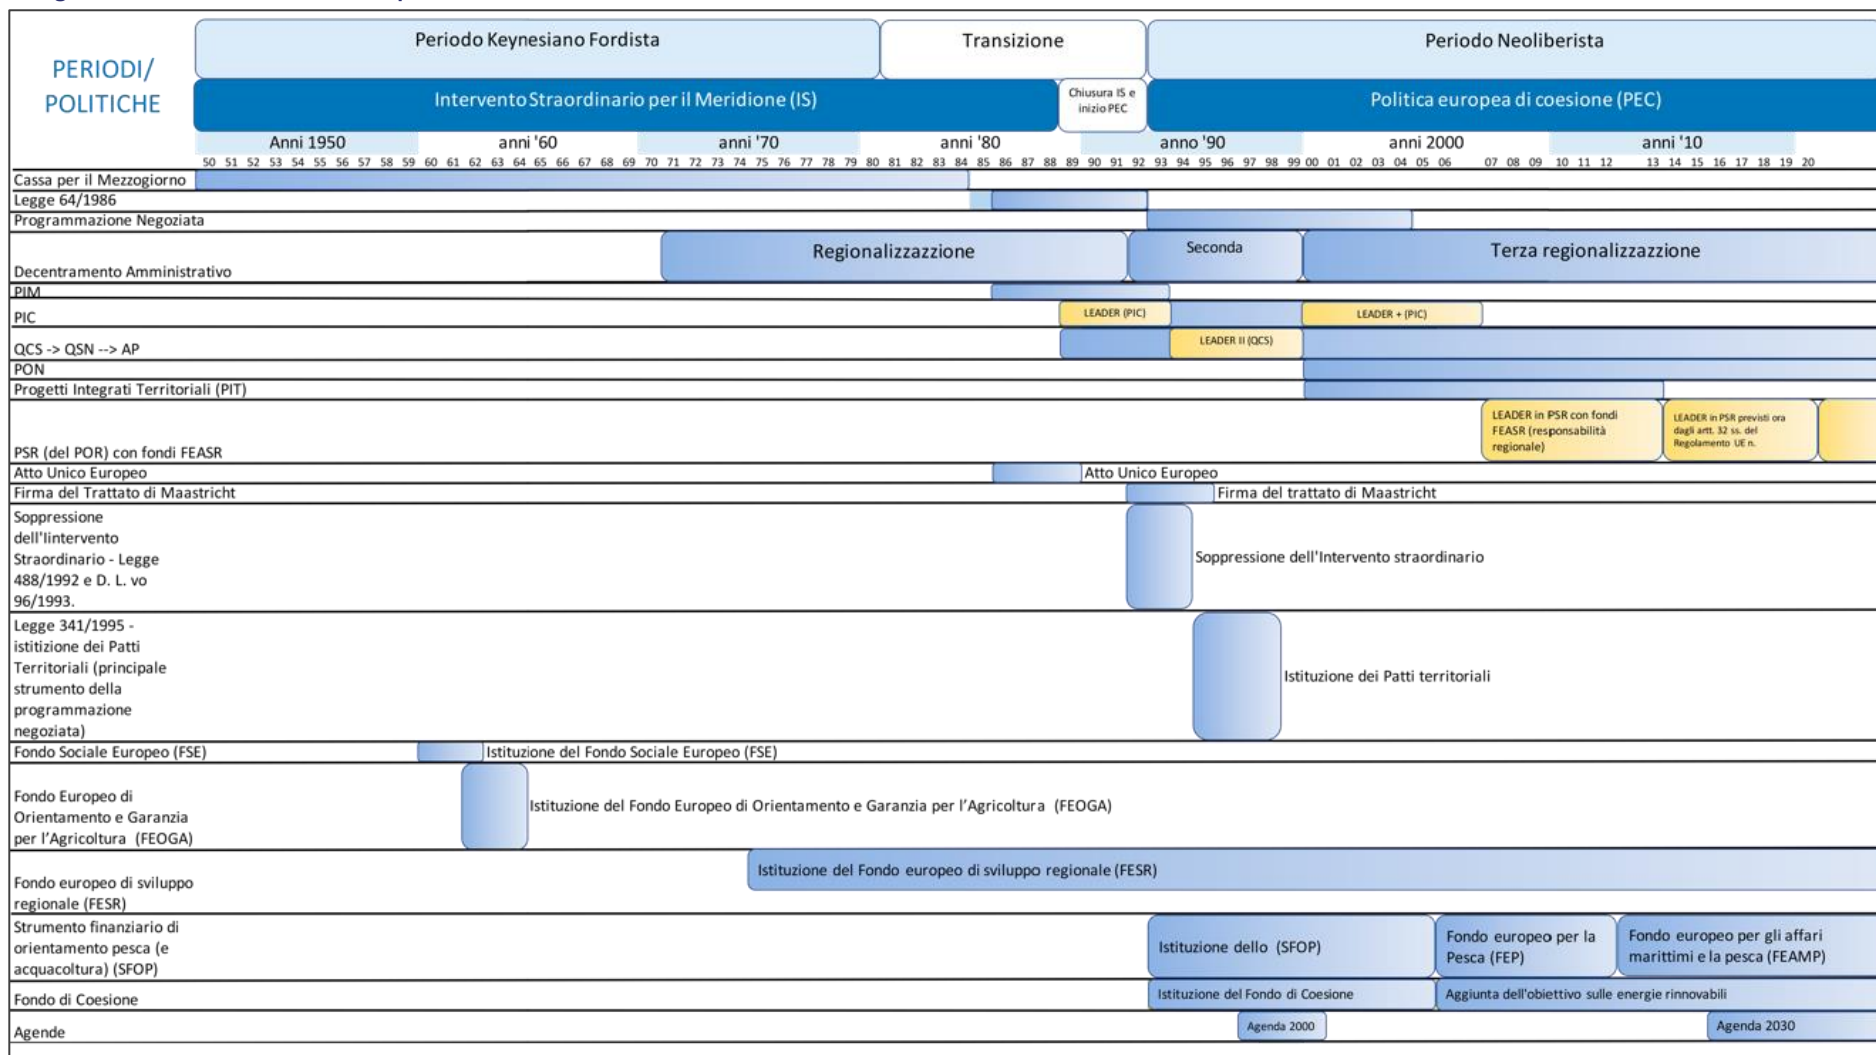 PERIODI/
POLITICHE
Periodo Keynesiano Fordista
Transizione
Periodo Neoliberista
Intervento Straordinario per il Meridione (IS)
Chiusura IS e
inizio PEC
Politica europea di coesione (PEC)
Anni 1950
anni '60
anni '70
anni '80
anno '90
anni 2000
anni '10
50 51 52 53 54 55 56 57 58 59 60 61 62 63 64 65 66 67 68 69 70 71 72 73 74 75 76 77 78 79 80 81 82 83 84 85 86 87 88 89 90 91 92 93 94 95 96 97 98 99 00 01 02 03 04 05 06 07 08 09 10 11 12 13 14 15 16 17 18 19 20
Cassa per il Mezzogiorno
Legge 64/1986
Programmazione Negoziata
Decentramento Amministrativo
Regionalizzazzione
Seconda
Terza regionalizzazzione
PIM
PIC
LEADER (PIC)
LEADER + (PIC)
QCS -> QSN --> AP
LEADER II (QCS)
PON
Progetti Integrati Territoriali (PIT)
PSR (del POR) con fondi FEASR
LEADER in PSR con fondi
FEASR (responsabilità
regionale)
LEADER in PSR previsti ora
dagli artt. 32 ss. del
Regolamento UE n.
Atto Unico Europeo
Atto Unico Europeo
Firma del Trattato di Maastricht
Firma del trattato di Maastricht
Soppressione
dell'Iintervento
Straordinario - Legge
488/1992 e D. L. vo
96/1993.
Soppressione dell'Intervento straordinario
Legge 341/1995 -
istitizione dei Patti
Territoriali (principale
strumento della
programmazione
negoziata)
Istituzione dei Patti territoriali
Fondo Sociale Europeo (FSE)
Istituzione del Fondo Sociale Europeo (FSE)
Fondo Europeo di
Orientamento e Garanzia
per l'Agricoltura (FEOGA)
Istituzione del Fondo Europeo di Orientamento e Garanzia per l'Agricoltura (FEOGA)
Fondo europeo di sviluppo
regionale (FESR)
Istituzione del Fondo europeo di sviluppo regionale (FESR)
Strumento finanziario di
orientamento pesca (e
acquacoltura) (SFOP)
Istituzione dello (SFOP)
Fondo europeo per la
Pesca (FEP)
Fondo europeo per gli affari
marittimi e la pesca (FEAMP)
Fondo di Coesione
Istituzione del Fondo di Coesione
Aggiunta dell'obiettivo sulle energie rinnovabili
Agende
Agenda 2000
Agenda 2030